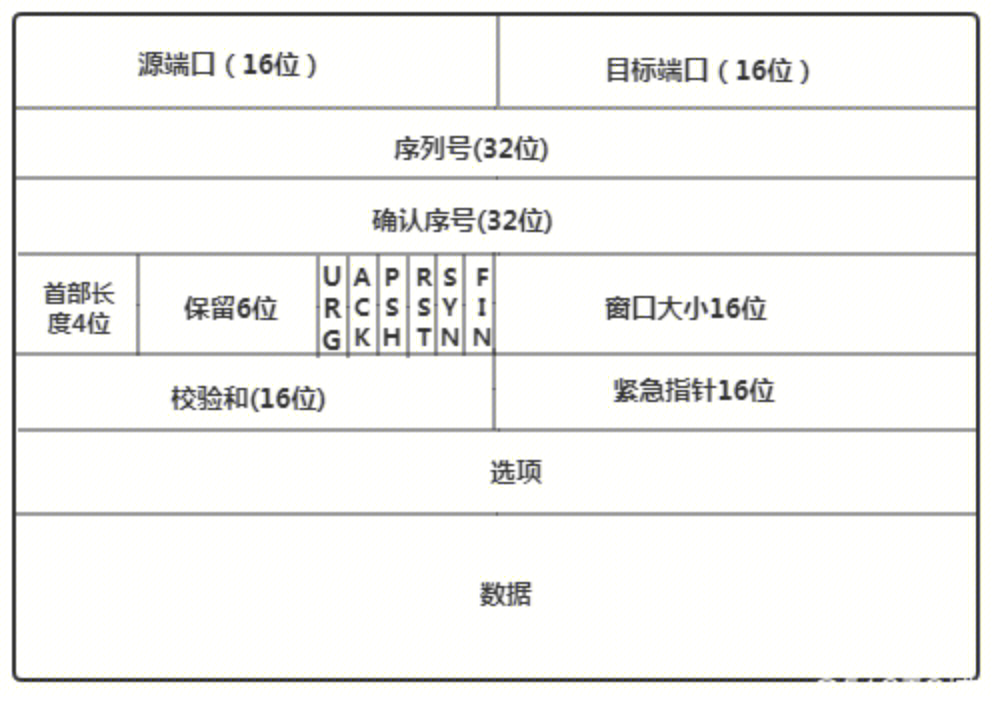 源端口（16位）
目标端口（16位）
序列号(32位)
确认序号(32位)
首部长
度4位
保留6位
URG
ACK
PSH
RST
SYN
FIN
窗口大小16位
校验和(16位)
紧急指针16位
选项
数据